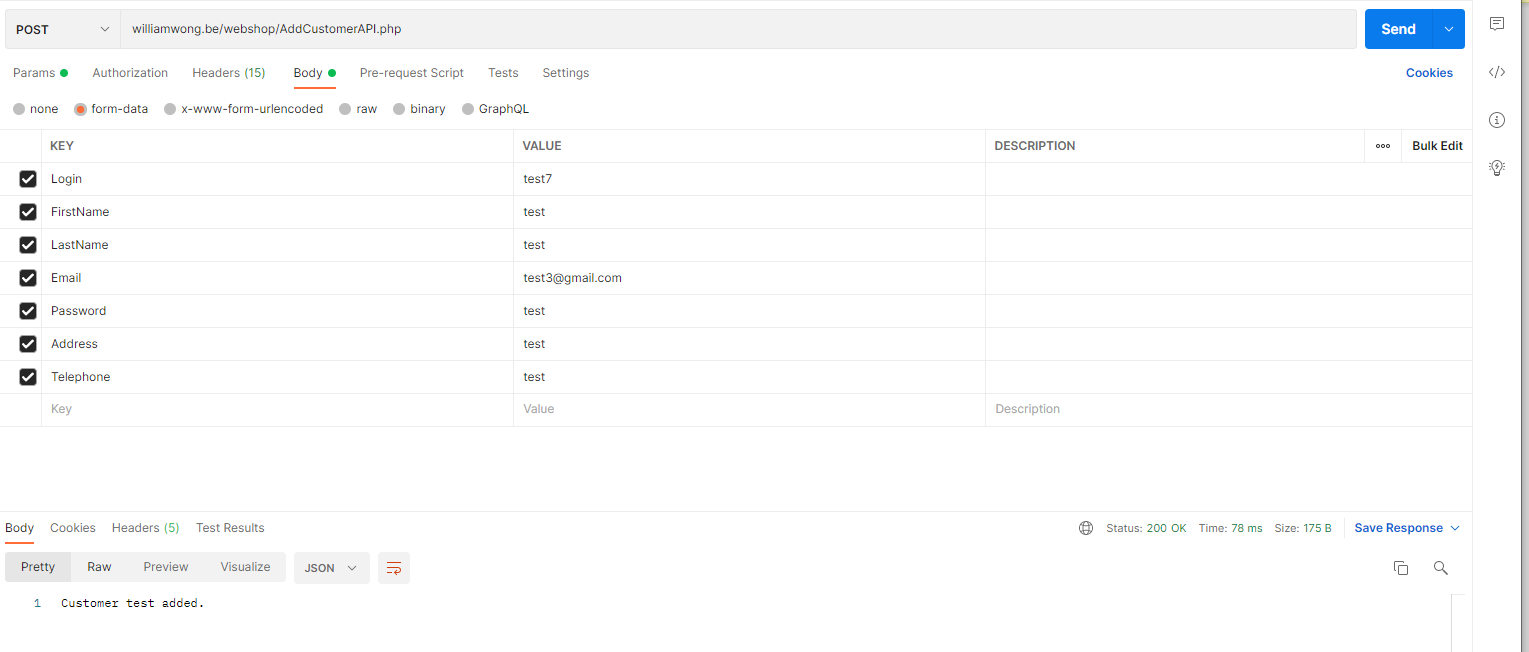 POST williamwong.be/webshop/AddCustomerAPI.php Send
Params Authorization Headers (15) Body Pre-request Script Tests Settings Cookies
none form-data x-www-form-urlencoded raw binary GraphQL
KEY VALUE DESCRIPTION ooo Bulk Edit
Login test7
FirstName test
LastName test
Email test3@gmail.com
Password test
Address test
Telephone test
Key Value Description
Body Cookies Headers (5) Test Results Status: 200 OK Time: 78 ms Size: 175 B Save Response
Pretty Raw Preview Visualize JSON
1 Customer test added.